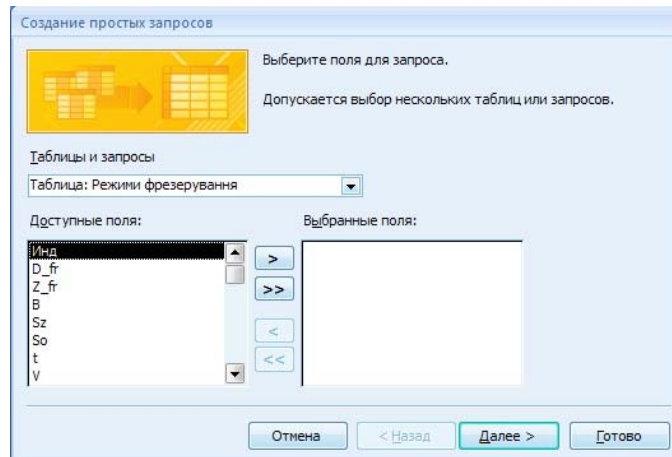 Создание простых запросов
Выберите поля для запроса.
Допускается выбор нескольких таблиц или запросов.
Таблицы и запросы
Таблица: Режими фрезерування
Доступные поля:
Выбранные поля:
Инд
D_fr
Z_fr
B
Sz
So
t
V
>
>>
<
<<
Отмена
< Назад
Далее >
Готово